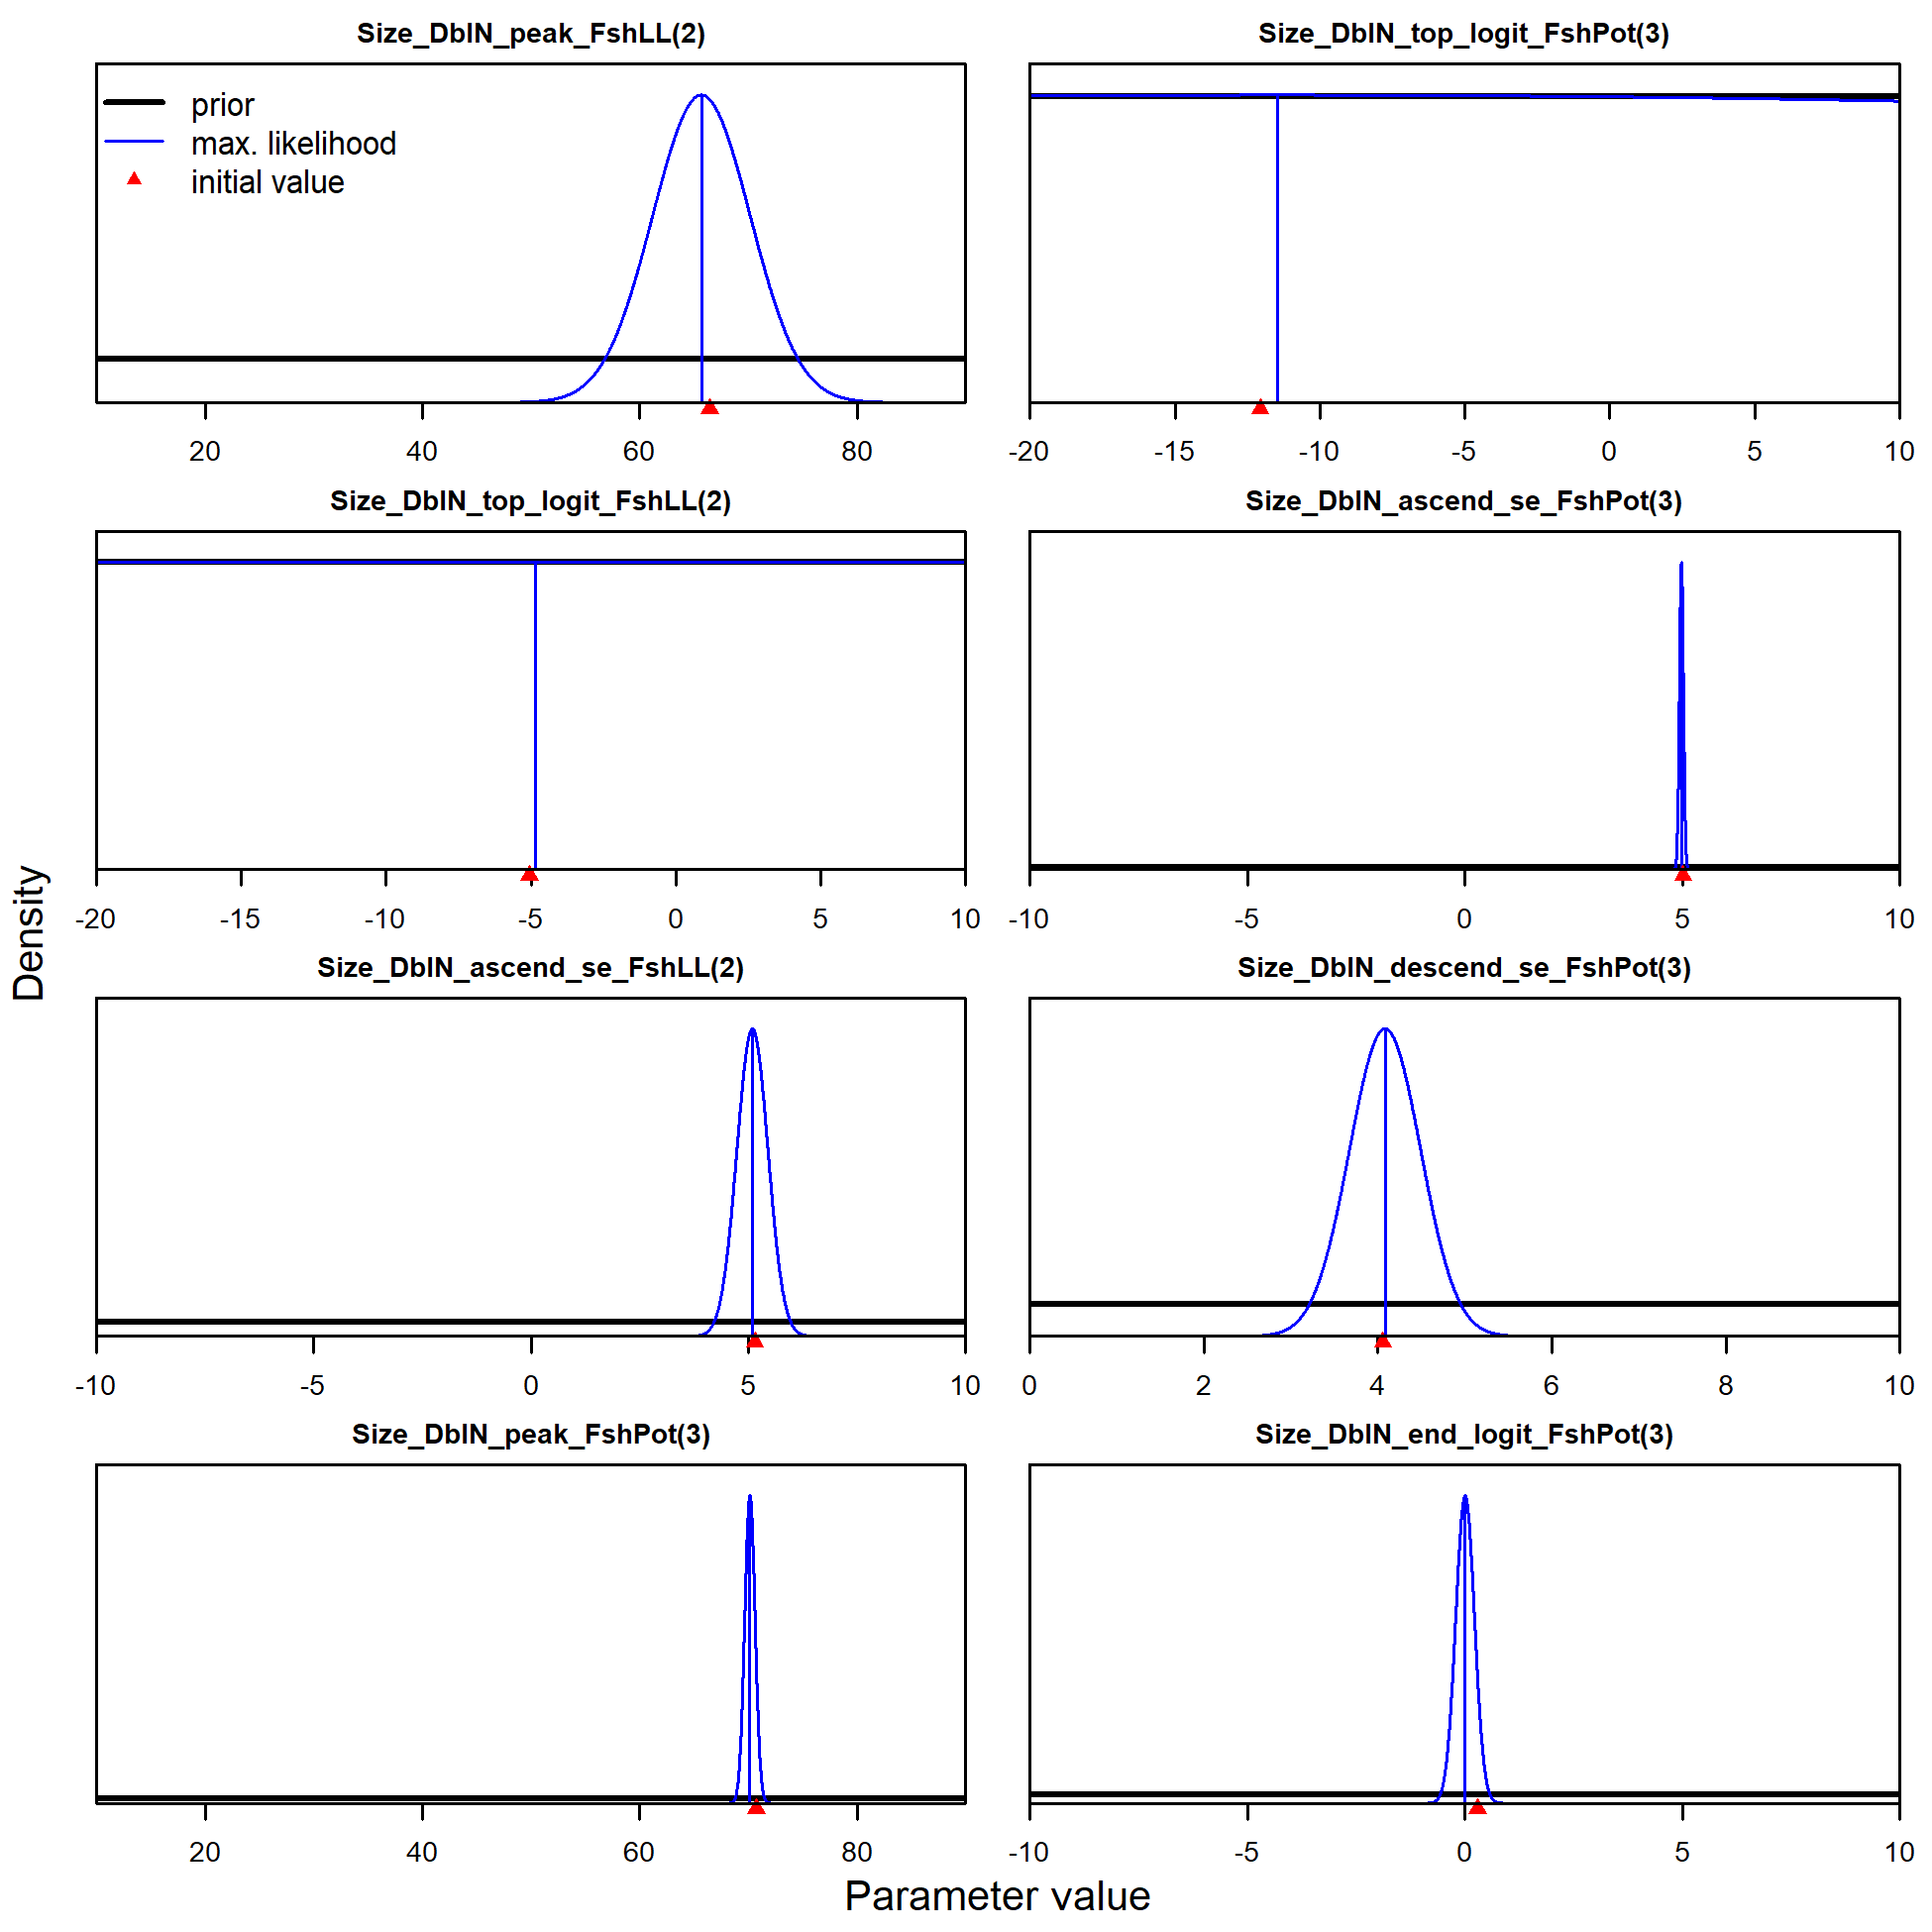 Size_DblN_peak_FshLL(2)
prior
max. likelihood
initial value
20 40 60 80
Size_DblN_top_logit_FshPot(3)
-20 -15 -10 -5 0 5 10
Size_DblN_top_logit_FshLL(2)
-20 -15 -10 -5 0 5 10
Size_DblN_ascend_se_FshPot(3)
-10 -5 0 5 10
Size_DblN_ascend_se_FshLL(2)
-10 -5 0 5 10
Size_DblN_descend_se_FshPot(3)
0 2 4 6 8 10
Size_DblN_peak_FshPot(3)
20 40 60 80
Size_DblN_end_logit_FshPot(3)
-10 -5 0 5 10
Density
Parameter value